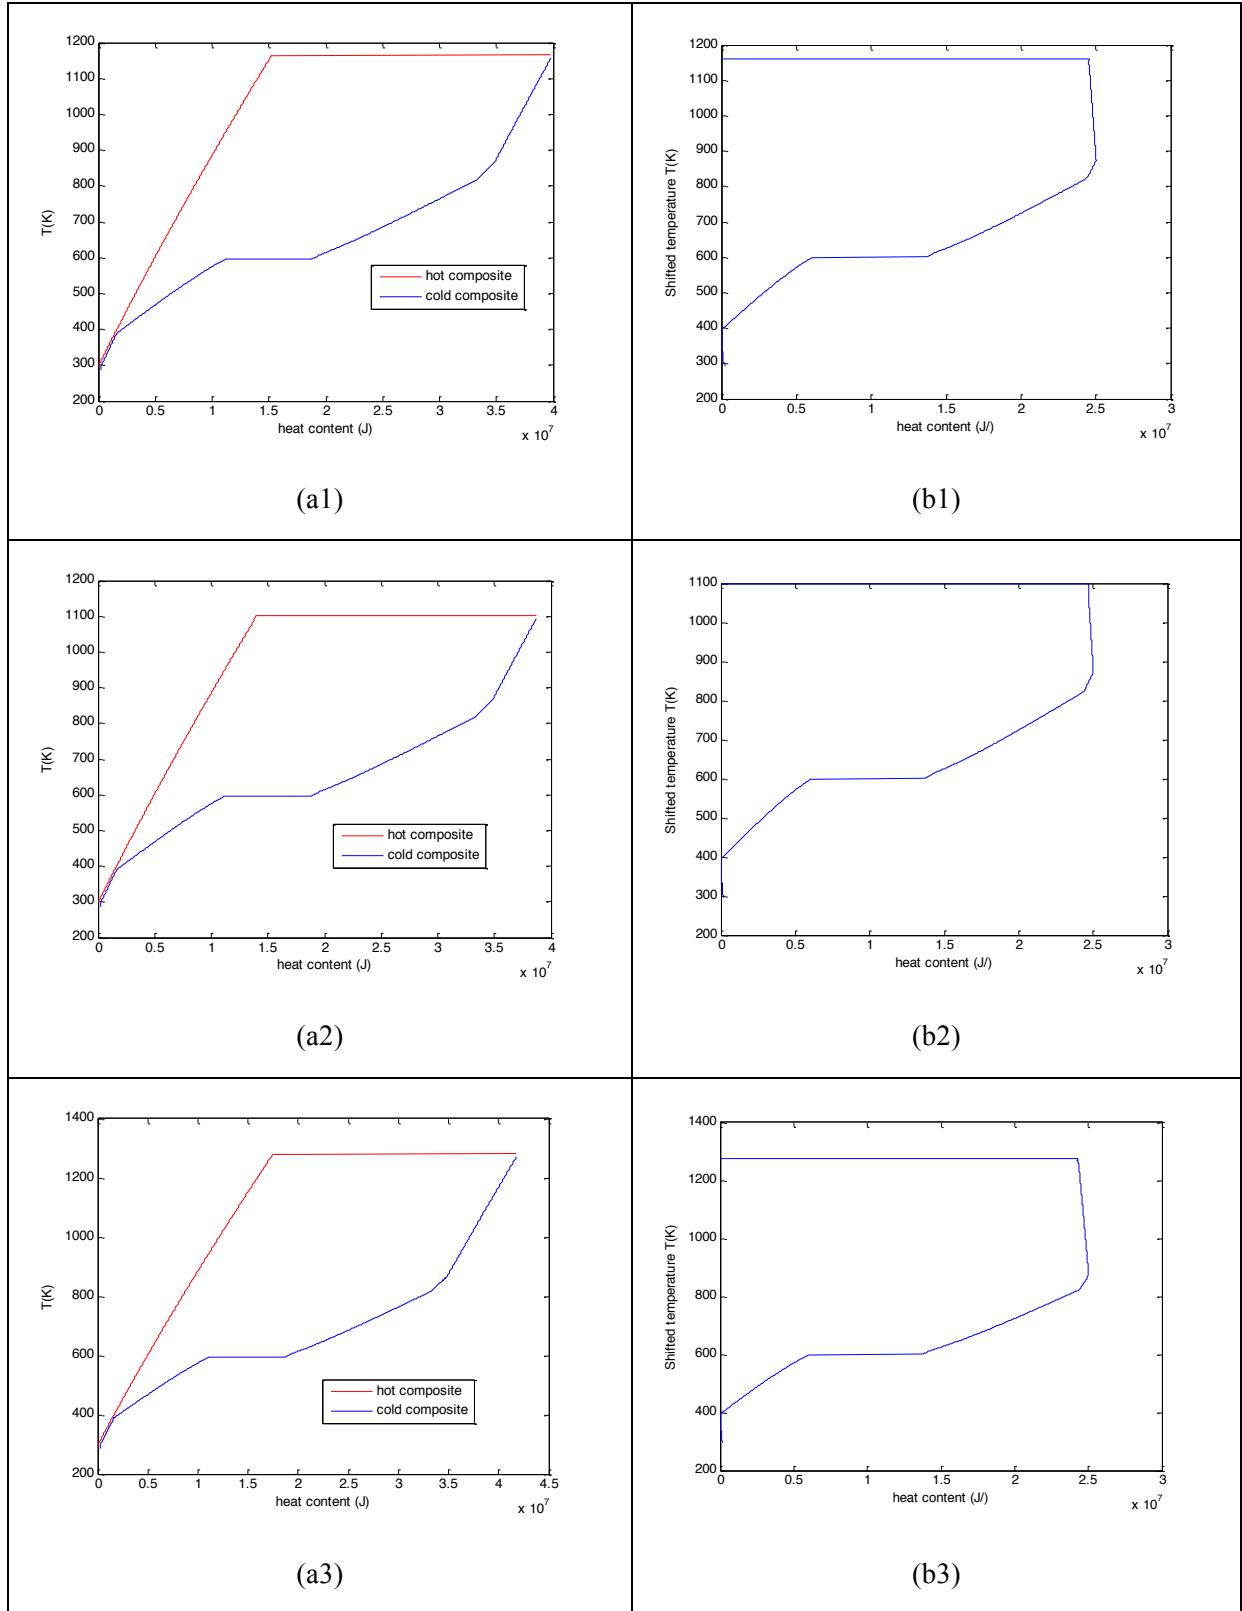 1200
1100
1000
900
800
700
600
500
400
300
200
T(K)
hot composite
cold composite
0 0.5 1 1.5 2 2.5 3 3.5 4
heat content (J)
x 10^7
(a1)
1200
1100
1000
900
800
700
600
500
400
300
200
Shifted temperature T(K)
0 0.5 1 1.5 2 2.5 3
heat content (J/)
x 10^7
(b1)
1200
1100
1000
900
800
700
600
500
400
300
200
T(K)
hot composite
cold composite
0 0.5 1 1.5 2 2.5 3 3.5 4
heat content (J)
x 10^7
(a2)
1100
1000
900
800
700
600
500
400
300
200
Shifted temperature T(K)
0 0.5 1 1.5 2 2.5 3
heat content (J/)
x 10^7
(b2)
1400
1200
1000
800
600
400
200
T(K)
hot composite
cold composite
0 0.5 1 1.5 2 2.5 3 3.5 4 4.5
heat content (J)
x 10^7
(a3)
1400
1200
1000
800
600
400
200
Shifted temperature T(K)
0 0.5 1 1.5 2 2.5 3
heat content (J/)
x 10^7
(b3)